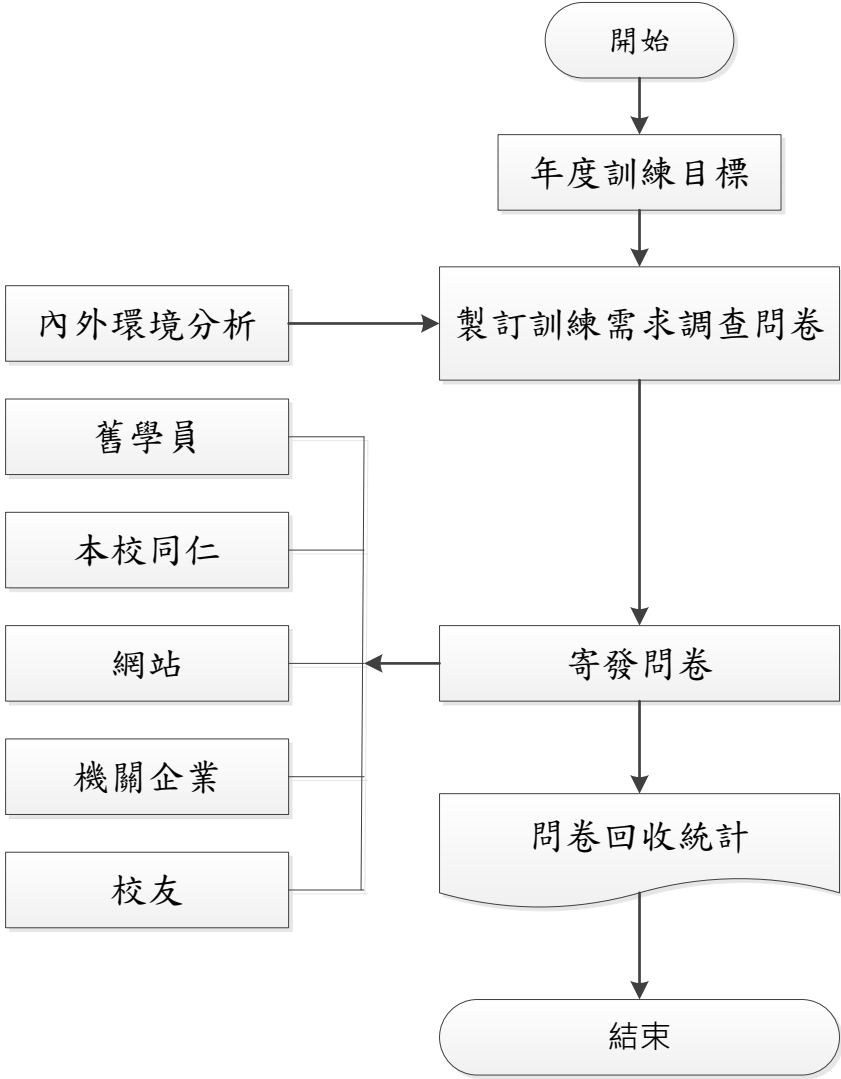 開始
年度訓練目標
內外環境分析
製訂訓練需求調查問卷
舊學員
本校同仁
網站
寄發問卷
機關企業
問卷回收統計
校友
結束